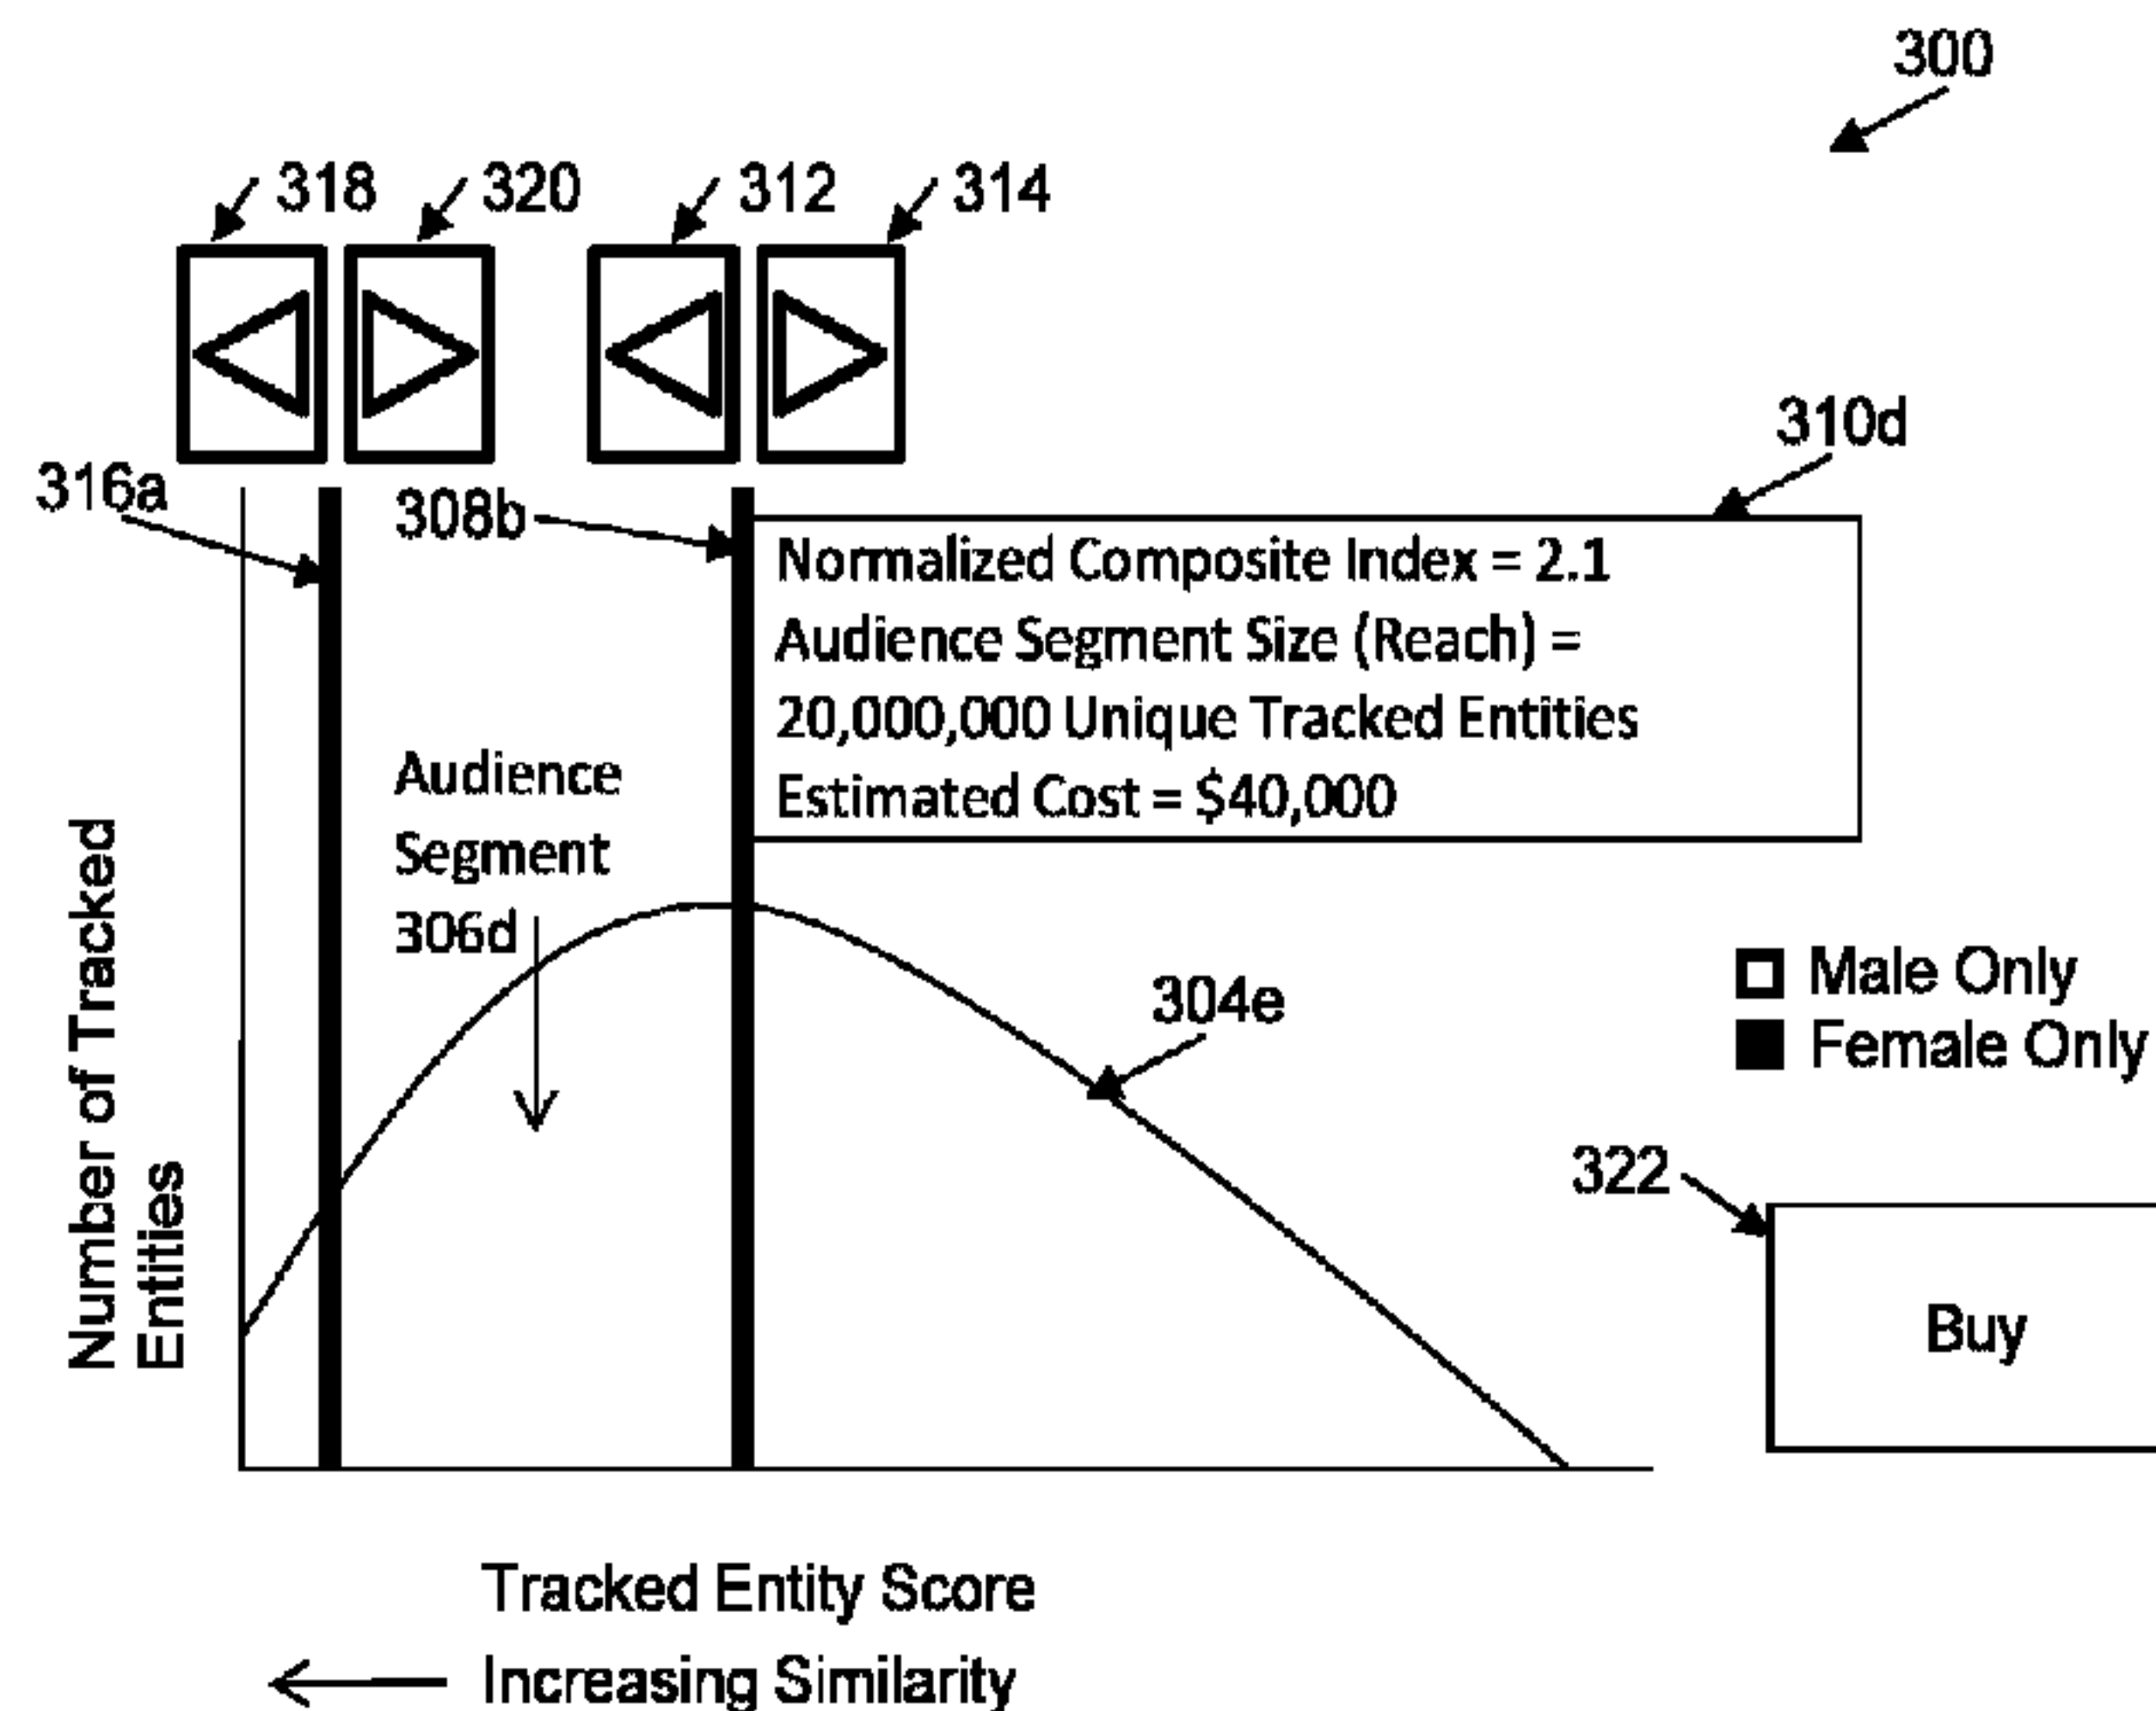 300
318
320
312
314
310d
316a
308b
Normalized Composite Index = 2.1
Audience Segment Size (Reach) =
20,000,000 Unique Tracked Entities
Estimated Cost = $40,000
Audience
Segment
306d
304e
Male Only
Female Only
322
Buy
Number of Tracked
Entities
Tracked Entity Score
Increasing Similarity